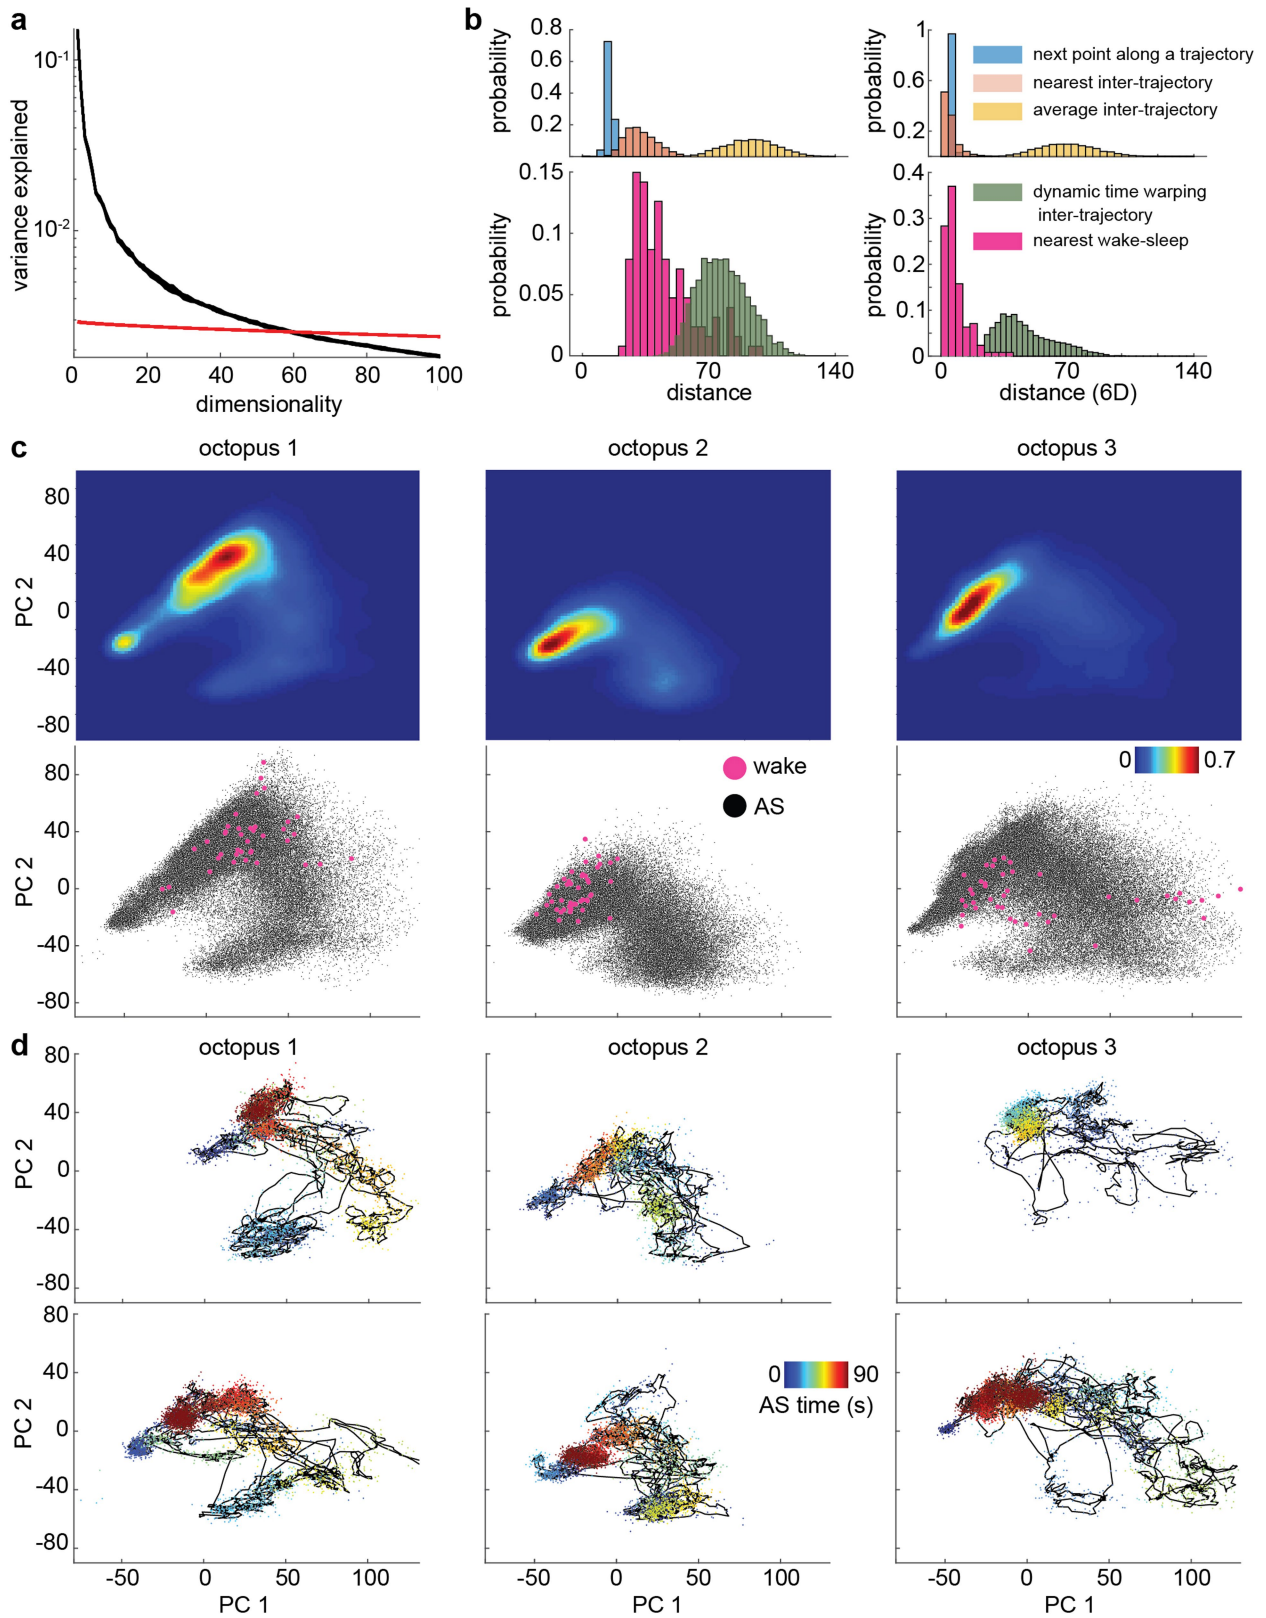 a
10-1
10-2
variance explained
0 20 40 60 80 100
dimensionality
b
0.8
0.6
0.4
0.2
probability
0.15
0.1
0.05
0
probability
0 70 140
distance
1
0.6
0.2
probability
next point along a trajectory
nearest inter-trajectory
average inter-trajectory
0.4
0.3
0.2
0.1
0
probability
dynamic time warping
inter-trajectory
nearest wake-sleep
0 70 140
distance (6D)
c
octopus 1 octopus 2 octopus 3
80
40
0
-40
-80
PC 2
80
40
0
-40
-80
PC 2
wake
AS
0 0.7
d
octopus 1 octopus 2 octopus 3
80
40
0
-40
-80
PC 2
80
40
0
-40
-80
PC 2
0 90
AS time (s)
-50 0 50 100
PC 1
-50 0 50 100
PC 1
-50 0 50 100
PC 1